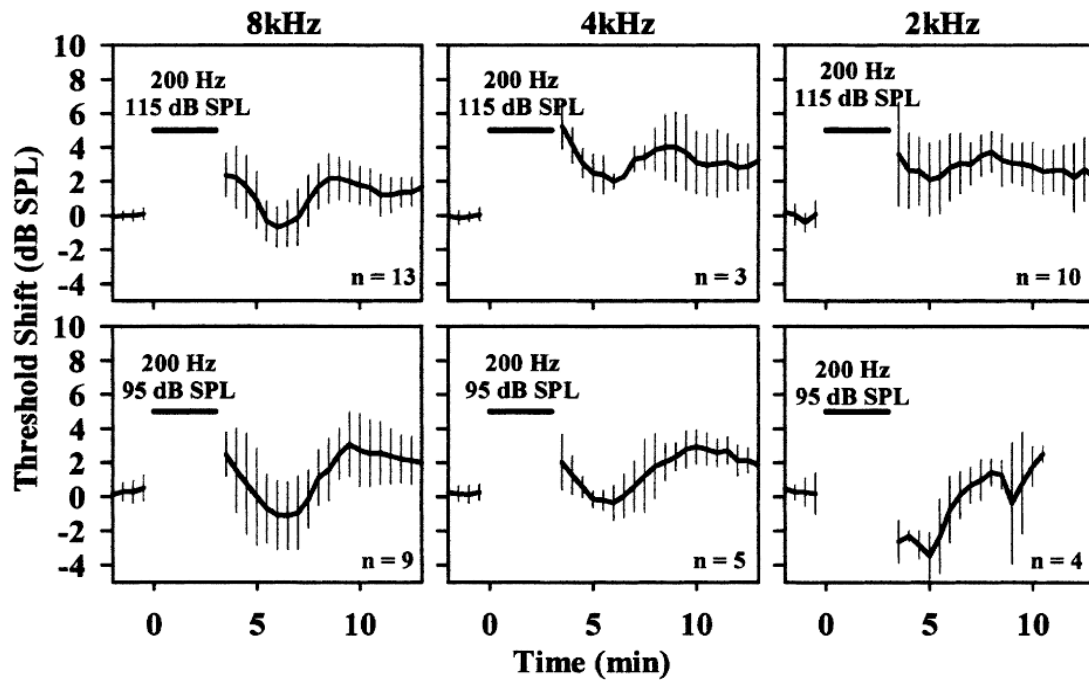 8kHz 4kHz 2kHz
Threshold Shift (dB SPL)
10
8
6
4
2
0
-2
-4
200 Hz
115 dB SPL
n = 13
200 Hz
115 dB SPL
n = 3
200 Hz
115 dB SPL
n = 10
10
8
6
4
2
0
-2
-4
200 Hz
95 dB SPL
n = 9
200 Hz
95 dB SPL
n = 5
200 Hz
95 dB SPL
n = 4
0 5 10 0 5 10 0 5 10
Time (min)